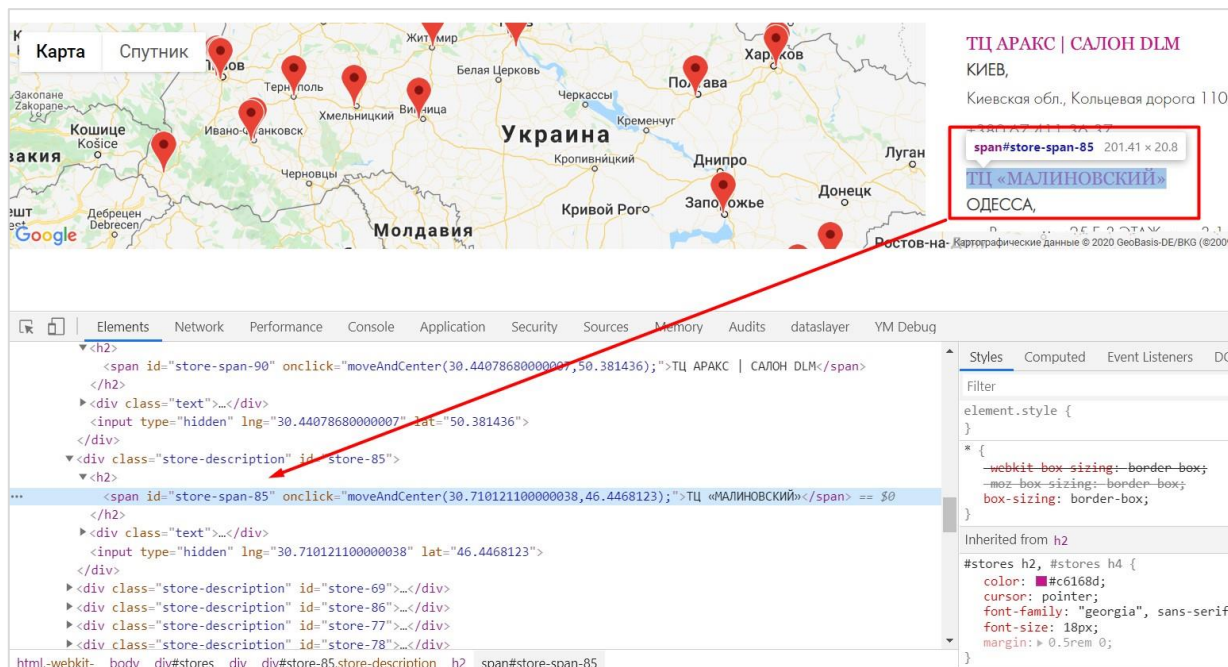 Карта
Спутник
Житомир
Харков
Белая Церковь
Полтава
Закопане
Zakopane
Тернополь
Хмельницкий
Винница
Черкассы
Кременчуг
Кошице
Košice
Ивано-Франковск
Украина
Кропивницкий
Днипро
Луган
Черновцы
Донецк
Кривой Рог
Запорожье
Дебрецен
Debrecen
Молдавия
Google
Ростов-на-
Картографические данные © 2020 GeoBasis-DE/BKG (©2009
ТЦ АРАКС | САЛОН DLM
КИЕВ,
Киевская обл., Кольцевая дорога 110
span#store-span-85 201.41 × 20.8
ТЦ «МАЛИНОВСКИЙ»
ОДЕССА,
Elements Network Performance Console Application Security Sources Memory Audits dataslayer YM Debug
<h2>
<span id="store-span-90" onclick="moveAndCenter(30.44078680000007,50.381436);">ТЦ АРАКС | САЛОН DLM</span>
</h2>
<div class="text">…</div>
<input type="hidden" lng="30.44078680000007" lat="50.381436">
</div>
<div class="store-description" id="store-85">
<h2>
<span id="store-span-85" onclick="moveAndCenter(30.710121100000038,46.4468123);">ТЦ «МАЛИНОВСКИЙ»</span> == $0
</h2>
<div class="text">…</div>
<input type="hidden" lng="30.710121100000038" lat="46.4468123">
</div>
<div class="store-description" id="store-69">…</div>
<div class="store-description" id="store-86">…</div>
<div class="store-description" id="store-77">…</div>
<div class="store-description" id="store-78">…</div>
html.-webkit- body div#stores div div#store-85.store-description h2 span#store-span-85
Styles Computed Event Listeners DO
Filter
element.style {
}
* {
-webkit-box-sizing: border-box;
-moz-box-sizing: border-box;
box-sizing: border-box;
}
Inherited from h2
#stores h2, #stores h4 {
color: #c6168d;
cursor: pointer;
font-family: "georgia", sans-serif
font-size: 18px;
margin: 0.5rem 0;
}